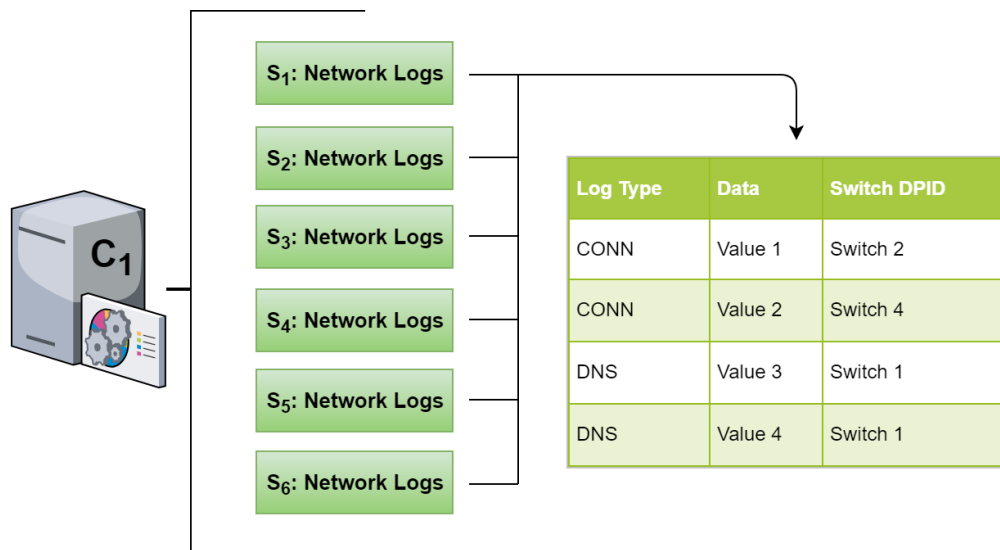 C₁
S₁: Network Logs
S₂: Network Logs
S₃: Network Logs
S₄: Network Logs
S₅: Network Logs
S₆: Network Logs
Log Type Data Switch DPID
CONN Value 1 Switch 2
CONN Value 2 Switch 4
DNS Value 3 Switch 1
DNS Value 4 Switch 1